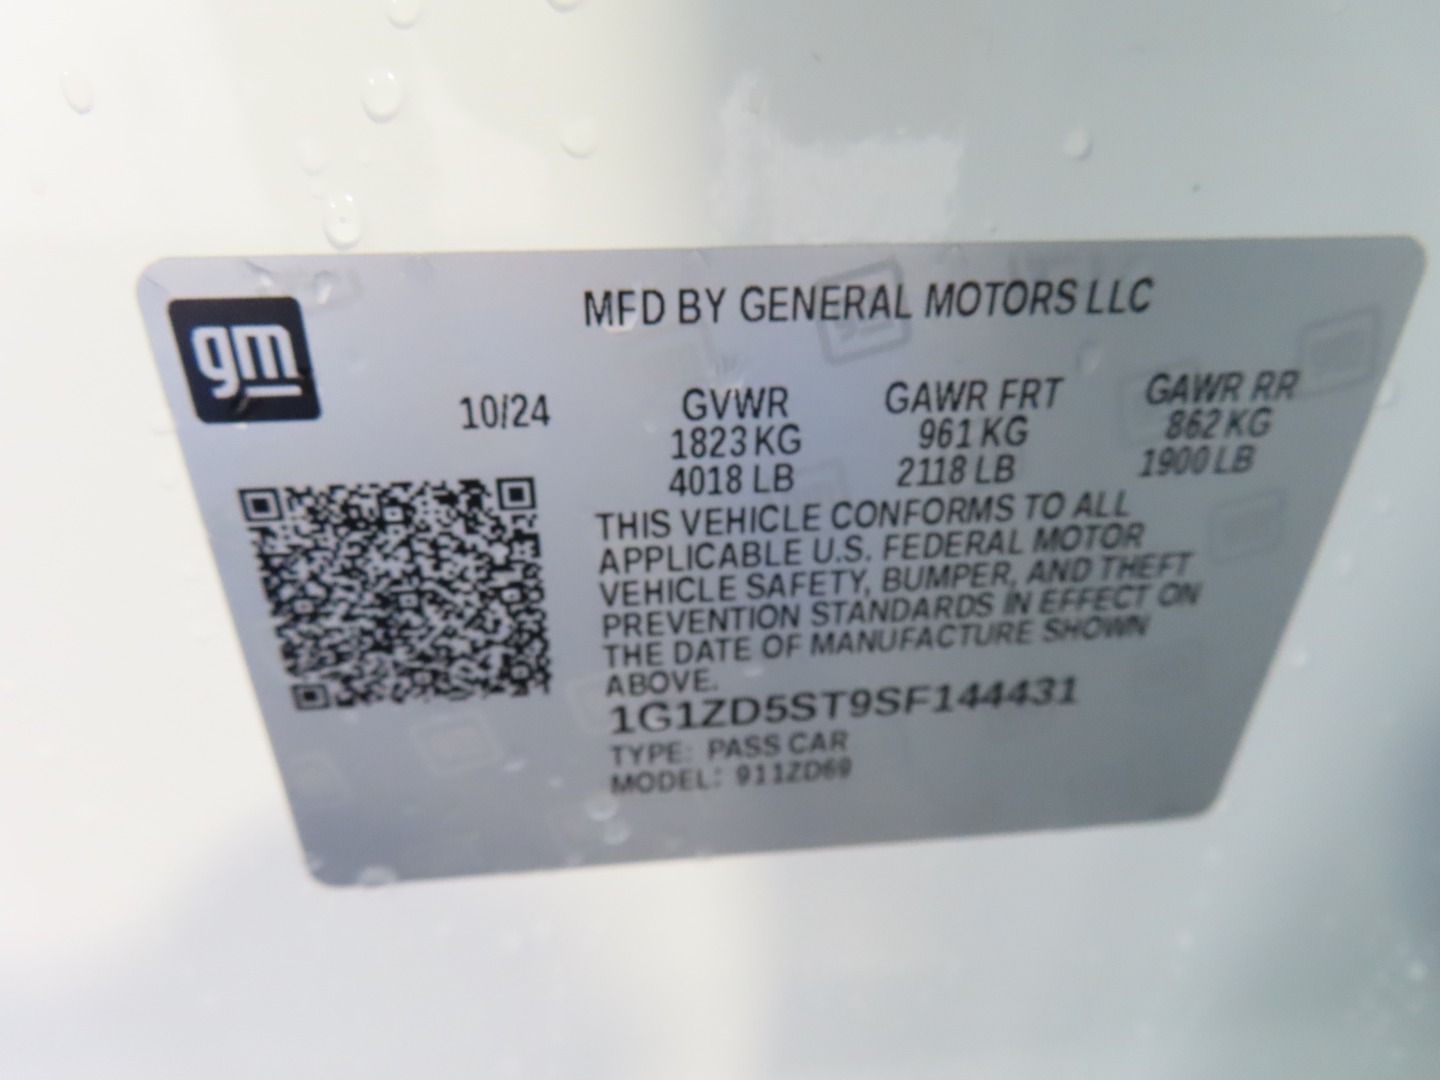 gm
MFD BY GENERAL MOTORS LLC
10/24
GVWR
1823 KG
4018 LB
GAWR FRT
961 KG
2118 LB
GAWR RR
862 KG
1900 LB
THIS VEHICLE CONFORMS TO ALL
APPLICABLE U.S. FEDERAL MOTOR
VEHICLE SAFETY, BUMPER, AND THEFT
PREVENTION STANDARDS IN EFFECT ON
THE DATE OF MANUFACTURE SHOWN
ABOVE.
1G1ZD5ST9SF144431
TYPE: PASS CAR
MODEL: 911ZD69